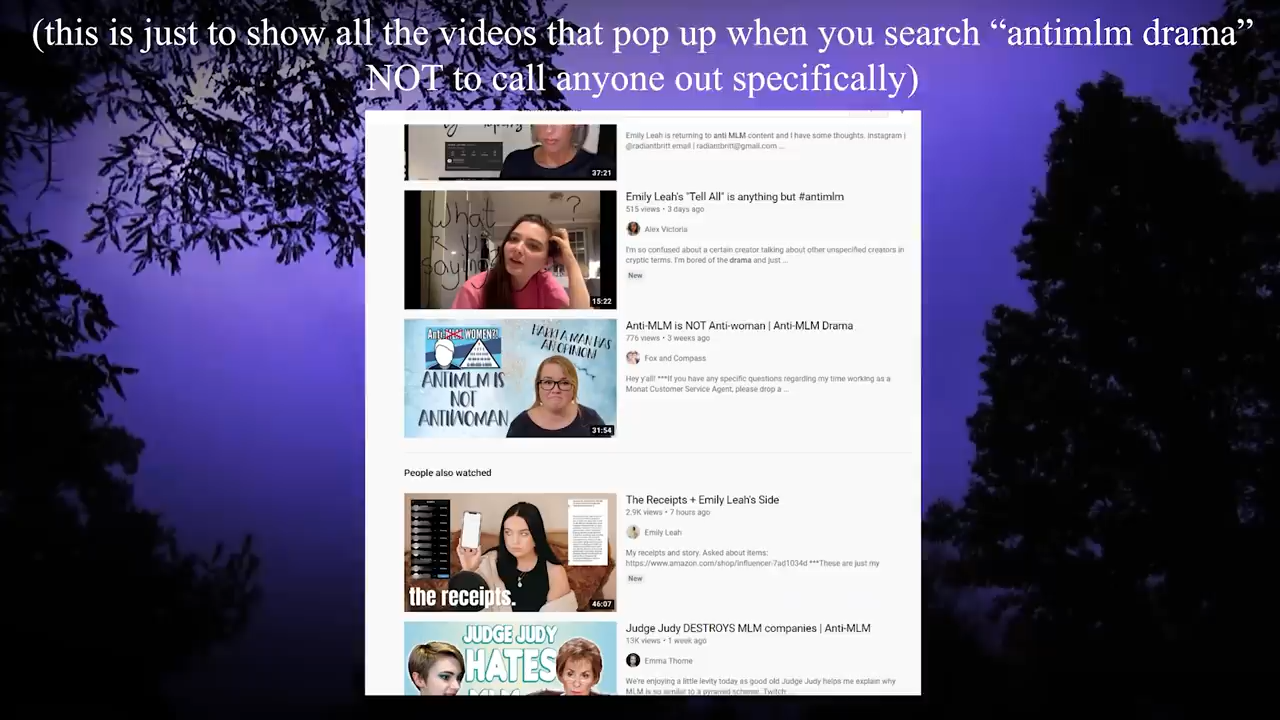 (this is just to show all the videos that pop up when you search “antimlm drama”
NOT to call anyone out specifically)
37:21
Emily Leah is returning to anti MLM content and I have some thoughts. instagram |
@radiantbritt email | radiantbritt@gmail.com ...
What
?
R U
saying?
15:22
Emily Leah's "Tell All" is anything but #antimlm
515 views • 3 days ago
Alex Victoria
I'm so confused about a certain creator talking about other unspecified creators in
cryptic terms. I'm bored of the drama and just ...
New
WOMEN?!
HAHA! A MAN HAS
AN OPINION!
ANTIMLM IS
NOT
ANTIWOMAN
31:54
Anti-MLM is NOT Anti-woman | Anti-MLM Drama
776 views • 3 weeks ago
Fox and Compass
Hey y'all! ***If you have any specific questions regarding my time working as a
Monat Customer Service Agent, please drop a ...
People also watched
the receipts.
46:07
The Receipts + Emily Leah's Side
2.9K views • 7 hours ago
Emily Leah
My receipts and story. Asked about items:
https://www.amazon.com/shop/influencer-7ad1034d ***These are just my
New
JUDGE JUDY
HATES
Judge Judy DESTROYS MLM companies | Anti-MLM
13K views • 1 week ago
Emma Thorne
We're enjoying a little levity today as good old Judge Judy helps me explain why
MLM is so similar to a pyramid scheme. Twitch ...